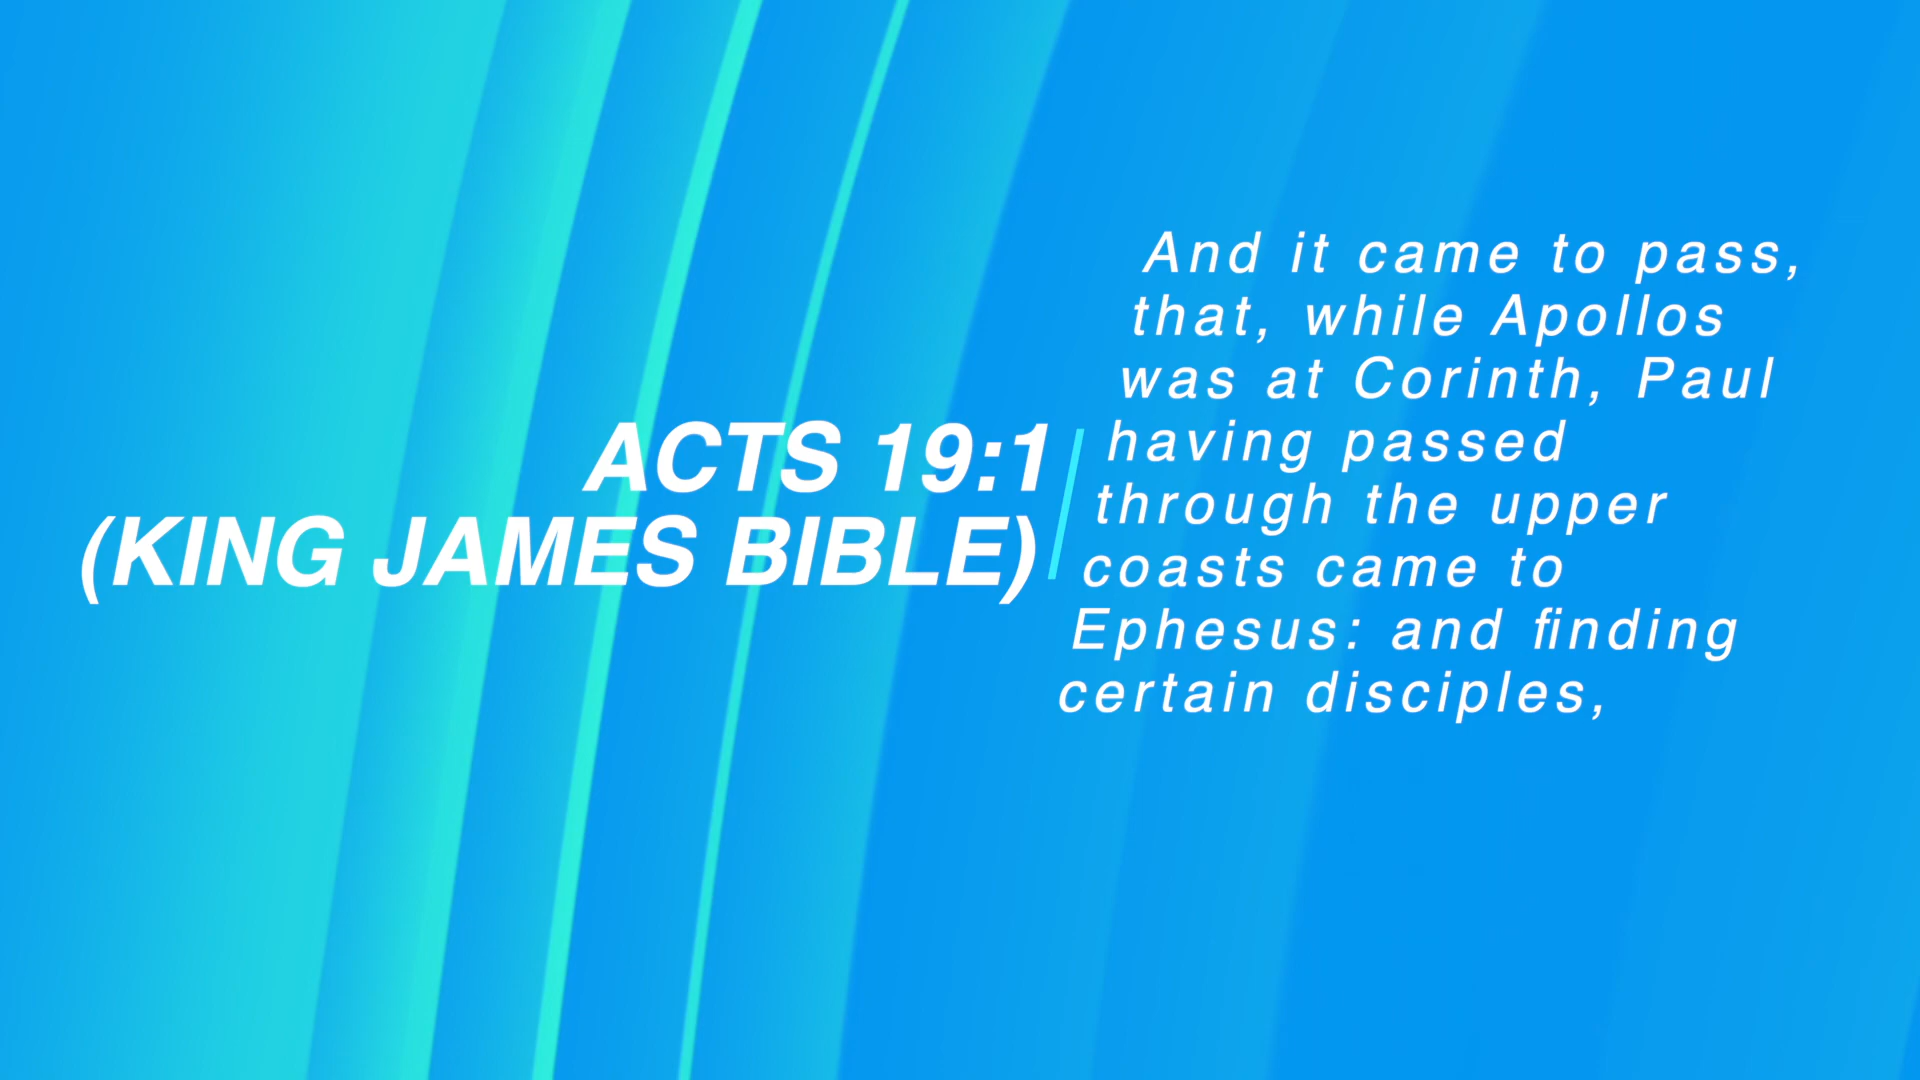 ACTS 19:1
(KING JAMES BIBLE)
And it came to pass,
that, while Apollos
was at Corinth, Paul
having passed
through the upper
coasts came to
Ephesus: and finding
certain disciples,